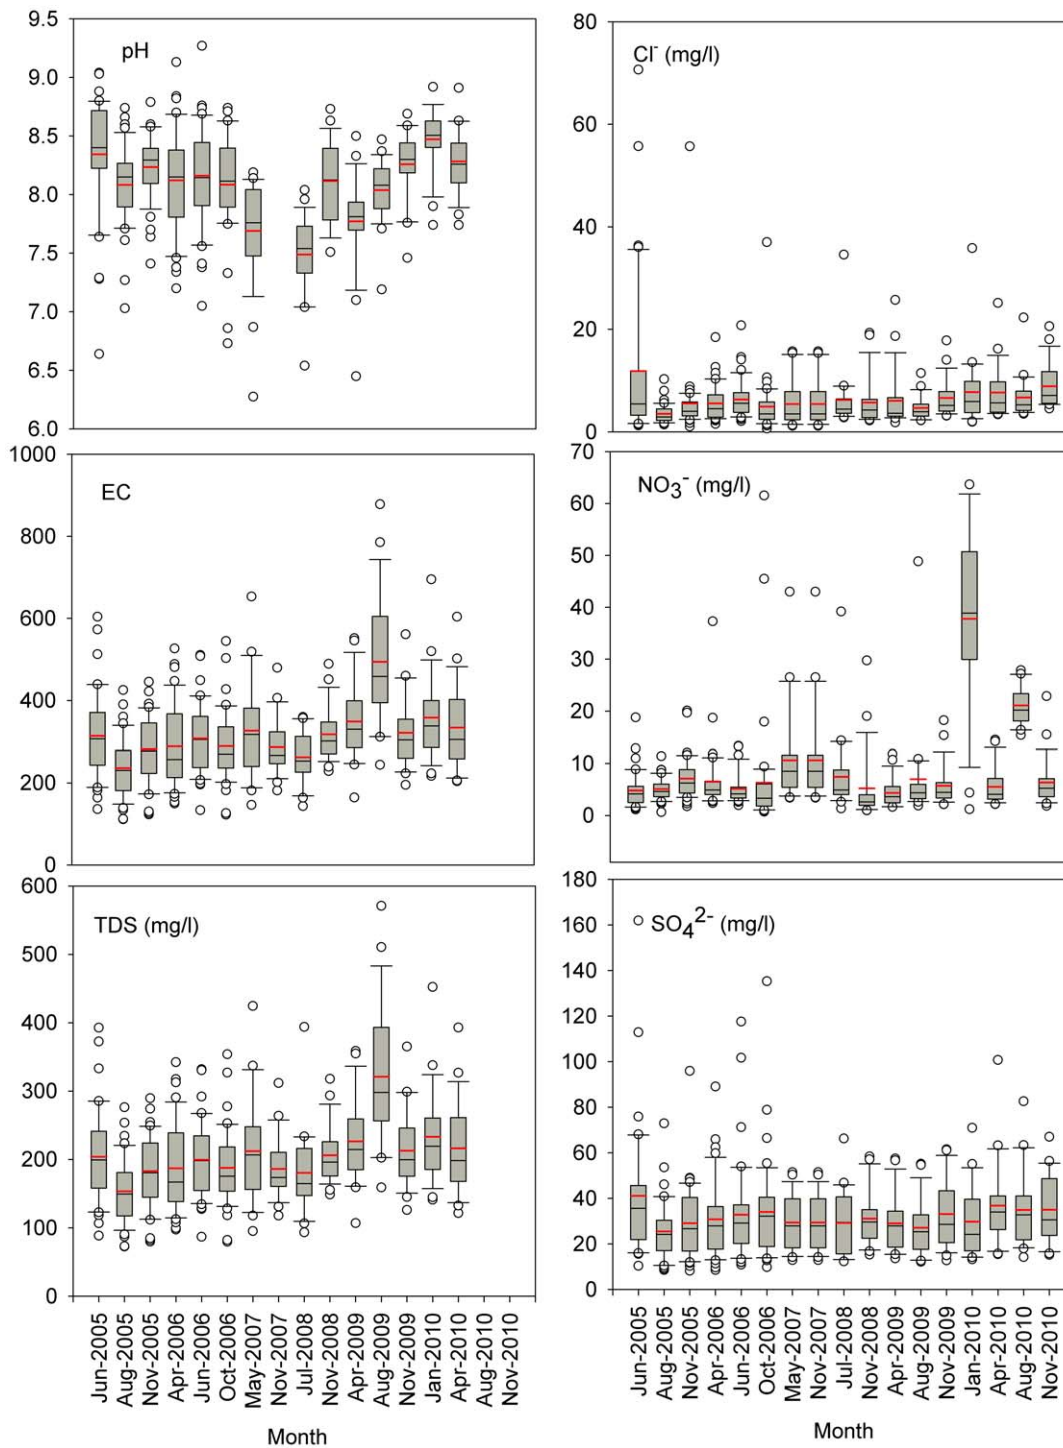 pH
9.5
9.0
8.5
8.0
7.5
7.0
6.5
6.0
Cl⁻ (mg/l)
80
60
40
20
0
EC
1000
800
600
400
200
0
NO₃⁻ (mg/l)
70
60
50
40
30
20
10
0
TDS (mg/l)
600
500
400
300
200
100
0
SO₄²⁻ (mg/l)
180
160
140
120
100
80
60
40
20
0
Jun-2005
Aug-2005
Nov-2005
Apr-2006
Jun-2006
Oct-2006
May-2007
Nov-2007
Jul-2008
Nov-2008
Apr-2009
Aug-2009
Nov-2009
Jan-2010
Apr-2010
Aug-2010
Nov-2010
Month
Jun-2005
Aug-2005
Nov-2005
Apr-2006
Jun-2006
Oct-2006
May-2007
Nov-2007
Jul-2008
Nov-2008
Apr-2009
Aug-2009
Nov-2009
Jan-2010
Apr-2010
Aug-2010
Nov-2010
Month